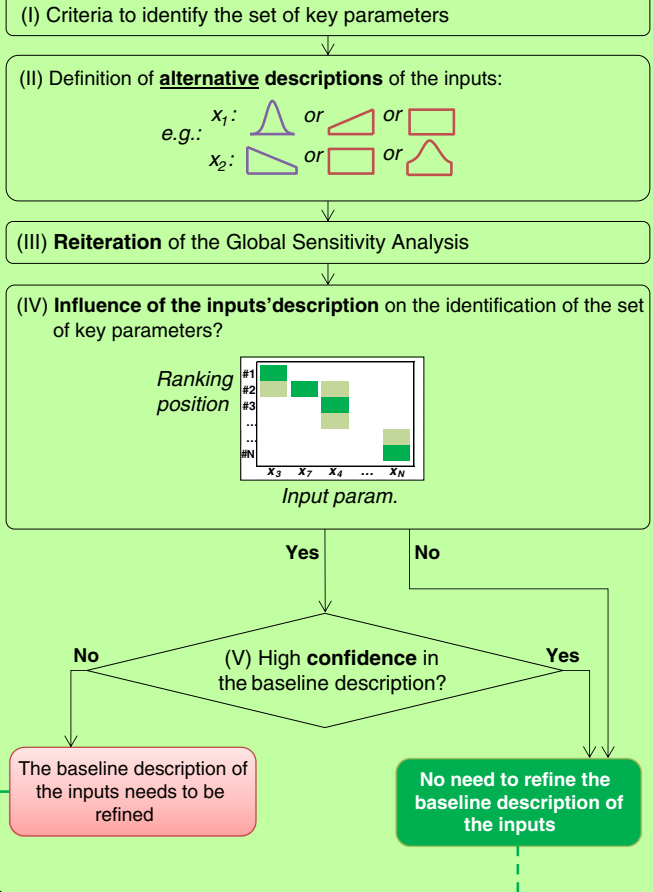 (I) Criteria to identify the set of key parameters
(II) Definition of alternative descriptions of the inputs:
e.g.:
x1: or or
x2: or or
(III) Reiteration of the Global Sensitivity Analysis
(IV) Influence of the inputs'description on the identification of the set
of key parameters?
Ranking
position
#1
#2
#3
...
...
#N
x3 x7 x4 ... xN
Input param.
Yes
No
No
(V) High confidence in
the baseline description?
Yes
The baseline description of
the inputs needs to be
refined
No need to refine the
baseline description of
the inputs